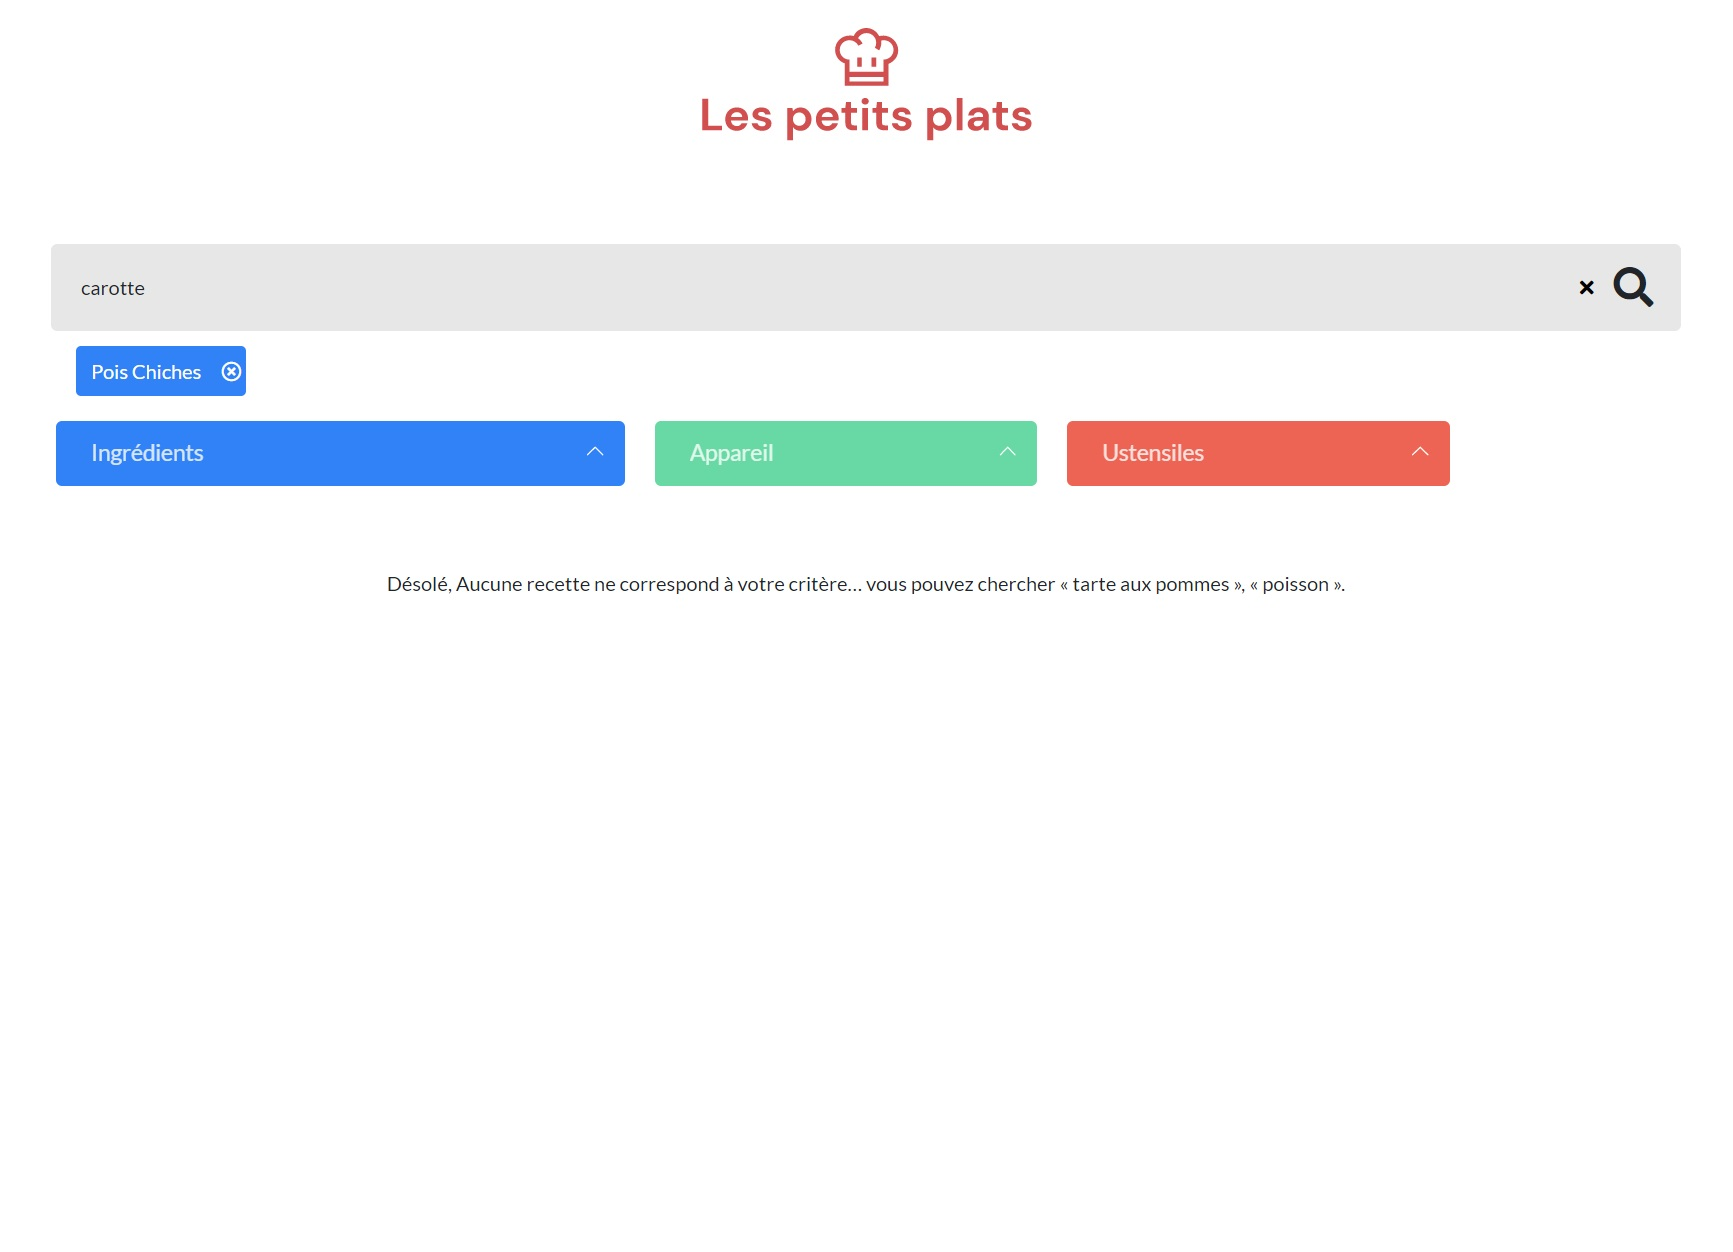 Les petits plats
carotte
Pois Chiches
Ingrédients
Appareil
Ustensiles
Désolé, Aucune recette ne correspond à votre critère... vous pouvez chercher « tarte aux pommes », « poisson ».